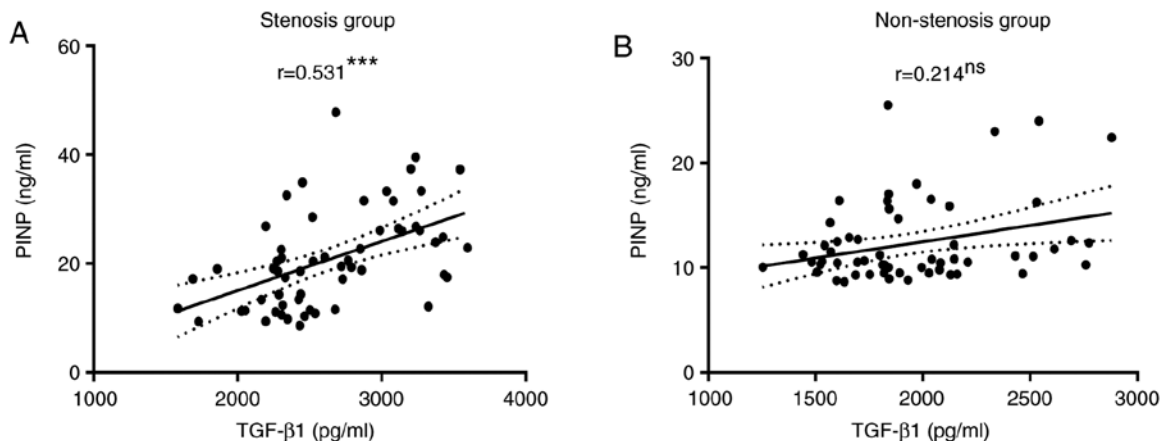 A
Stenosis group
r=0.531***
60
40
20
0
PINP (ng/ml)
1000
2000
3000
4000
TGF-β1 (pg/ml)
B
Non-stenosis group
r=0.214ns
30
20
10
0
PINP (ng/ml)
1000
1500
2000
2500
3000
TGF-β1 (pg/ml)